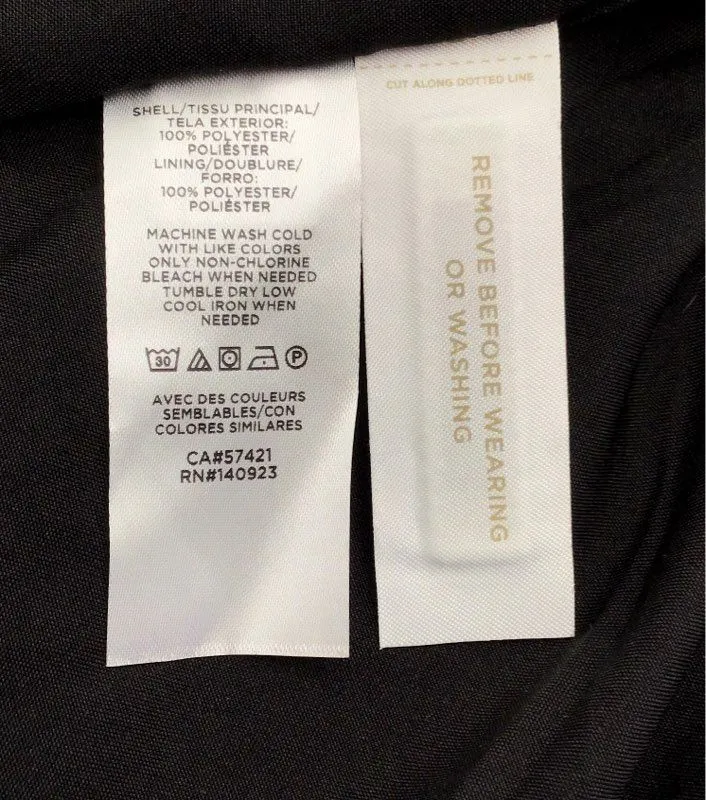 SHELL/TISSU PRINCIPAL/
TELA EXTERIOR:
100% POLYESTER/
POLIÉSTER
LINING/DOUBLURE/
FORRO:
100% POLYESTER/
POLIÉSTER
MACHINE WASH COLD
WITH LIKE COLORS
ONLY NON-CHLORINE
BLEACH WHEN NEEDED
TUMBLE DRY LOW
COOL IRON WHEN
NEEDED
30 P
AVEC DES COULEURS
SEMBLABLES/CON
COLORES SIMILARES
CA#57421
RN#140923
CUT ALONG DOTTED LINE
REMOVE BEFORE WEARING
OR WASHING